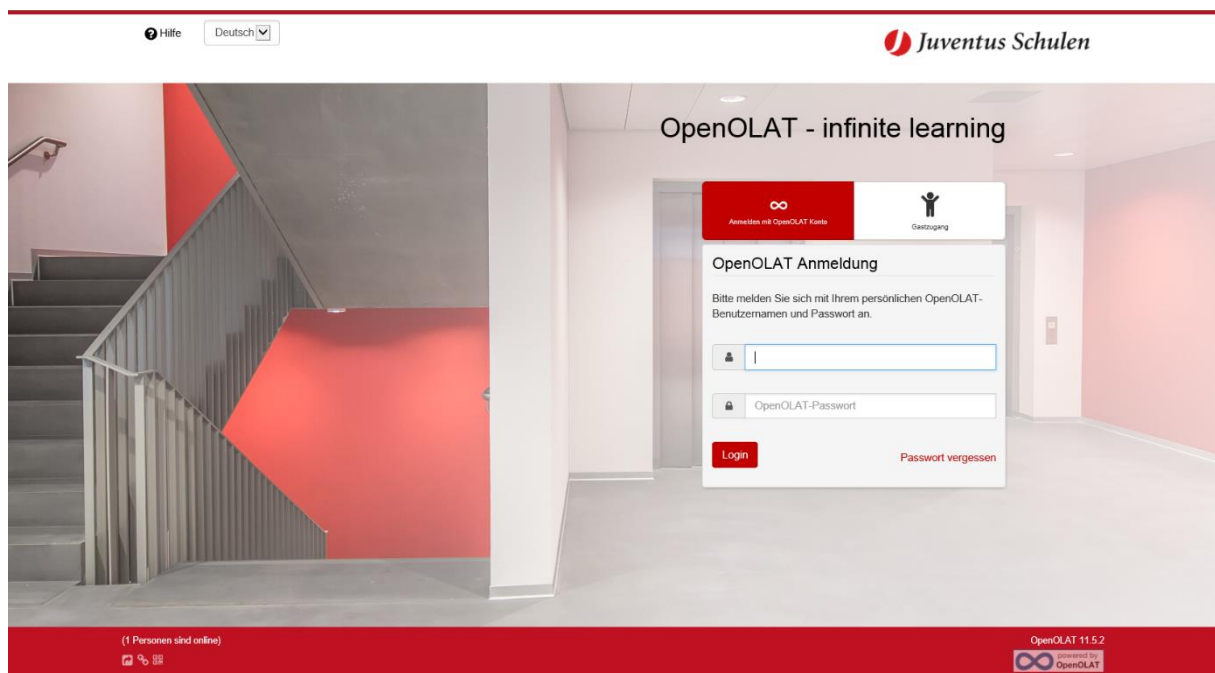 Hilfe
Deutsch
Juventus Schulen
OpenOLAT - infinite learning
Anmelden mit OpenOLAT Konto
Gastzugang
OpenOLAT Anmeldung
Bitte melden Sie sich mit Ihrem persönlichen OpenOLAT-
Benutzernamen und Passwort an.
OpenOLAT-Passwort
Login
Passwort vergessen
(1 Personen sind online)
OpenOLAT 11.5.2
powered by
OpenOLAT